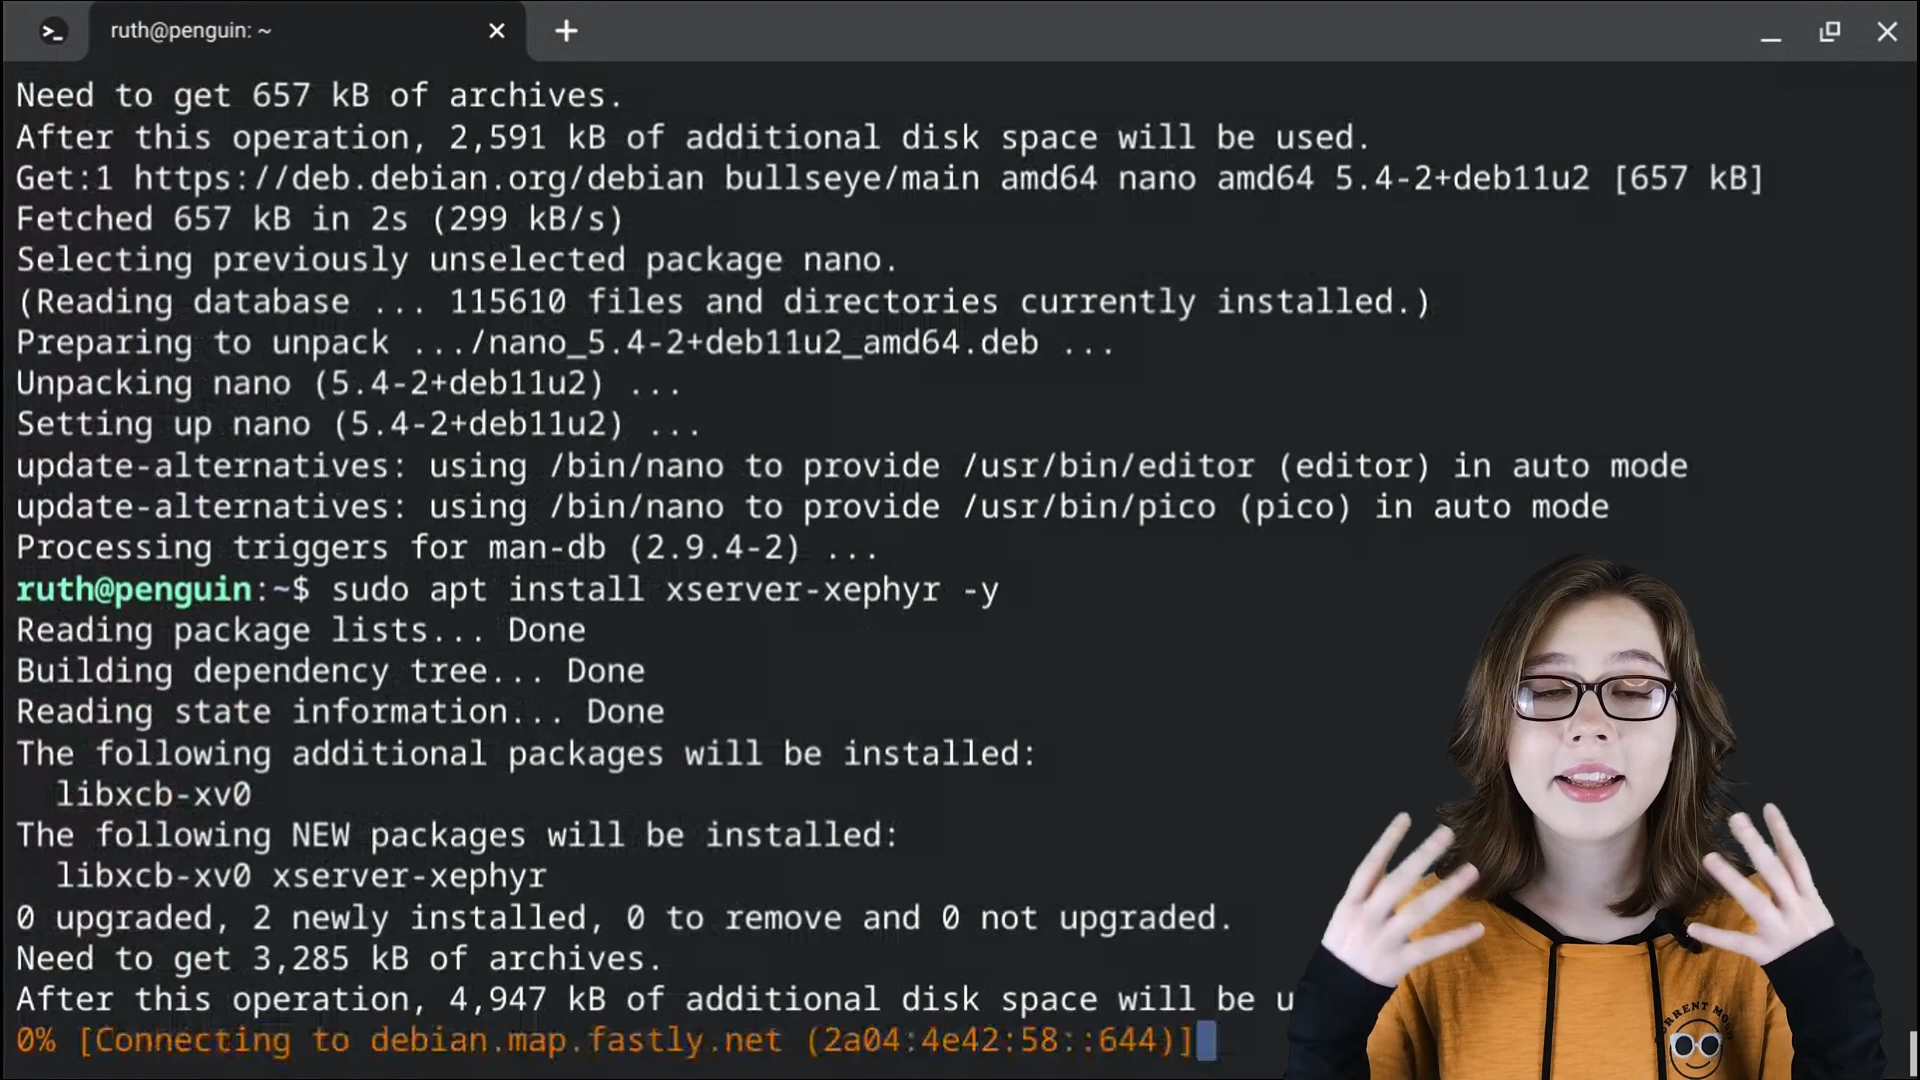 ruth@penguin: ~
Need to get 657 kB of archives.
After this operation, 2,591 kB of additional disk space will be used.
Get:1 https://deb.debian.org/debian bullseye/main amd64 nano amd64 5.4-2+deb11u2 [657 kB]
Fetched 657 kB in 2s (299 kB/s)
Selecting previously unselected package nano.
(Reading database ... 115610 files and directories currently installed.)
Preparing to unpack .../nano_5.4-2+deb11u2_amd64.deb ...
Unpacking nano (5.4-2+deb11u2) ...
Setting up nano (5.4-2+deb11u2) ...
update-alternatives: using /bin/nano to provide /usr/bin/editor (editor) in auto mode
update-alternatives: using /bin/nano to provide /usr/bin/pico (pico) in auto mode
Processing triggers for man-db (2.9.4-2) ...
ruth@penguin:~$ sudo apt install xserver-xephyr -y
Reading package lists... Done
Building dependency tree... Done
Reading state information... Done
The following additional packages will be installed:
  libxcb-xv0
The following NEW packages will be installed:
  libxcb-xv0 xserver-xephyr
0 upgraded, 2 newly installed, 0 to remove and 0 not upgraded.
Need to get 3,285 kB of archives.
After this operation, 4,947 kB of additional disk space will be u
0% [Connecting to debian.map.fastly.net (2a04:4e42:58::644)]